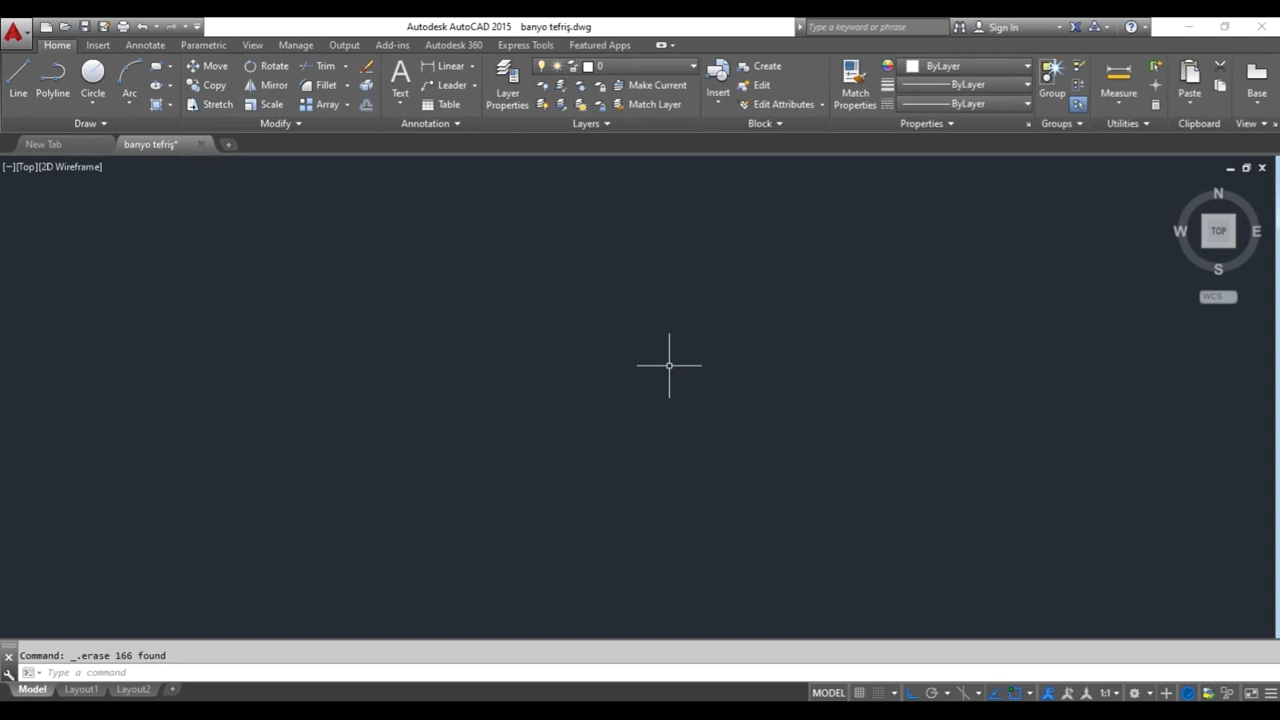 Autodesk AutoCAD 2015 banyo tefriş.dwg
Type a keyword or phrase
Sign In
Home Insert Annotate Parametric View Manage Output Add-ins Autodesk 360 Express Tools Featured Apps
Line
Polyline
Circle
Arc
Draw
Move Rotate Trim
Copy Mirror Fillet
Stretch Scale Array
Modify
Text
Linear
Leader
Table
Annotation
Layer
Properties
0
Make Current
Match Layer
Layers
Insert
Create
Edit
Edit Attributes
Block
Match
Properties
ByLayer
ByLayer
ByLayer
Properties
Group
Groups
Measure
Utilities
Paste
Clipboard
Base
View
New Tab
banyo tefriş*
[−][Top][2D Wireframe]
N
W TOP E
S
WCS
Command: _.erase 166 found
Type a command
Model Layout1 Layout2
MODEL
1:1